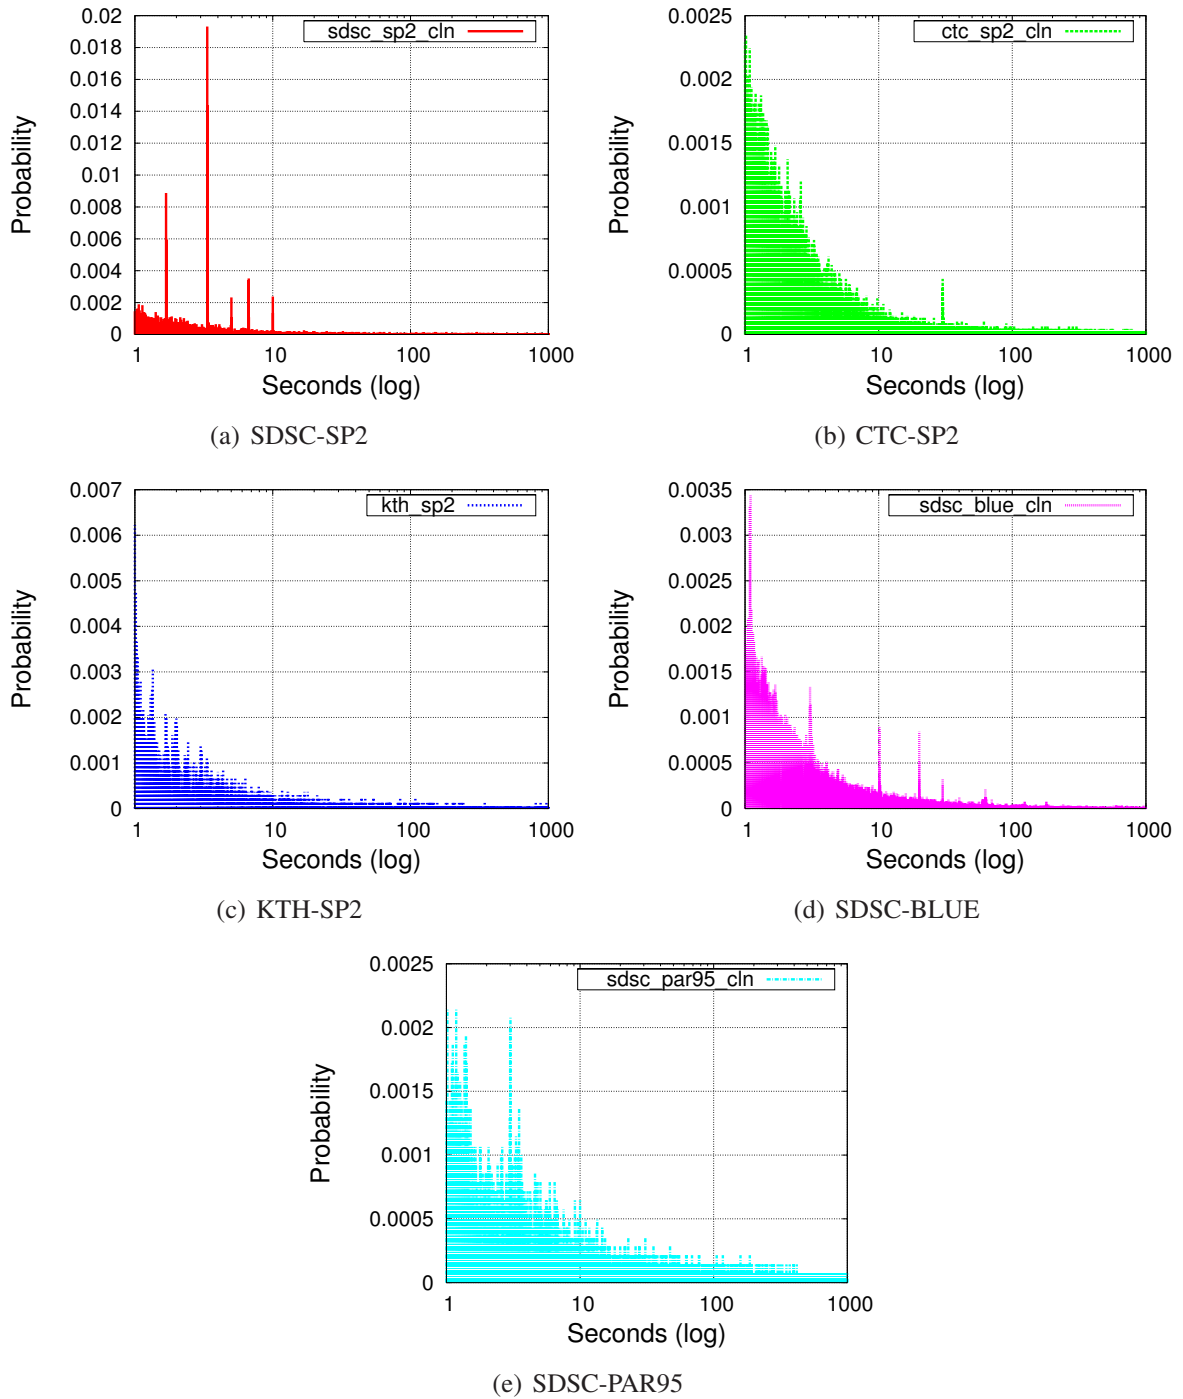 0.02
0.018
0.016
0.014
0.012
0.01
0.008
0.006
0.004
0.002
0
Probability
sdsc_sp2_cln
1 10 100 1000
Seconds (log)
(a) SDSC-SP2
0.0025
0.002
0.0015
0.001
0.0005
0
Probability
ctc_sp2_cln
1 10 100 1000
Seconds (log)
(b) CTC-SP2
0.007
0.006
0.005
0.004
0.003
0.002
0.001
0
Probability
kth_sp2
1 10 100 1000
Seconds (log)
(c) KTH-SP2
0.0035
0.003
0.0025
0.002
0.0015
0.001
0.0005
0
Probability
sdsc_blue_cln
1 10 100 1000
Seconds (log)
(d) SDSC-BLUE
0.0025
0.002
0.0015
0.001
0.0005
0
Probability
sdsc_par95_cln
1 10 100 1000
Seconds (log)
(e) SDSC-PAR95